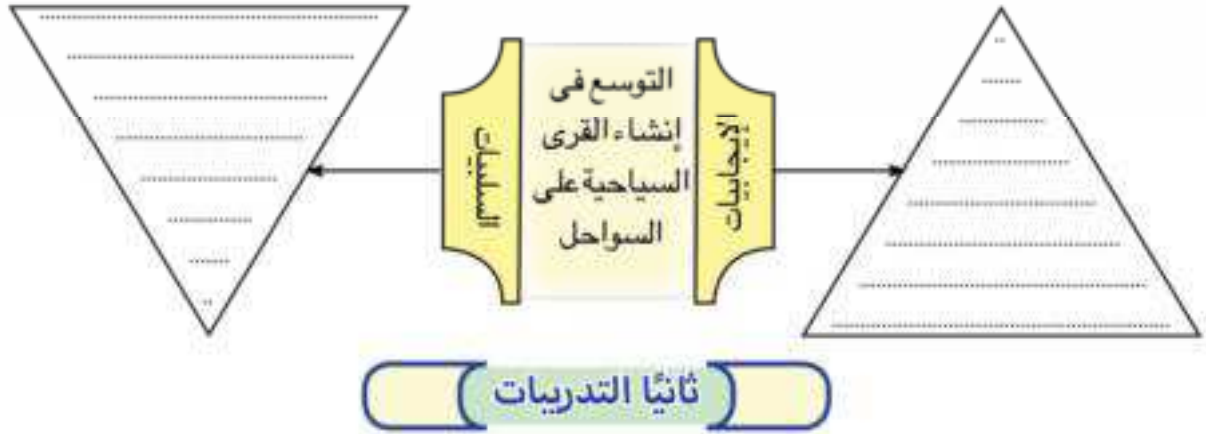 الإيجابيات
التوسع فى
إنشاء القرى
السياحية على
السواحل
السلبيات
ثانيًا التدريبات